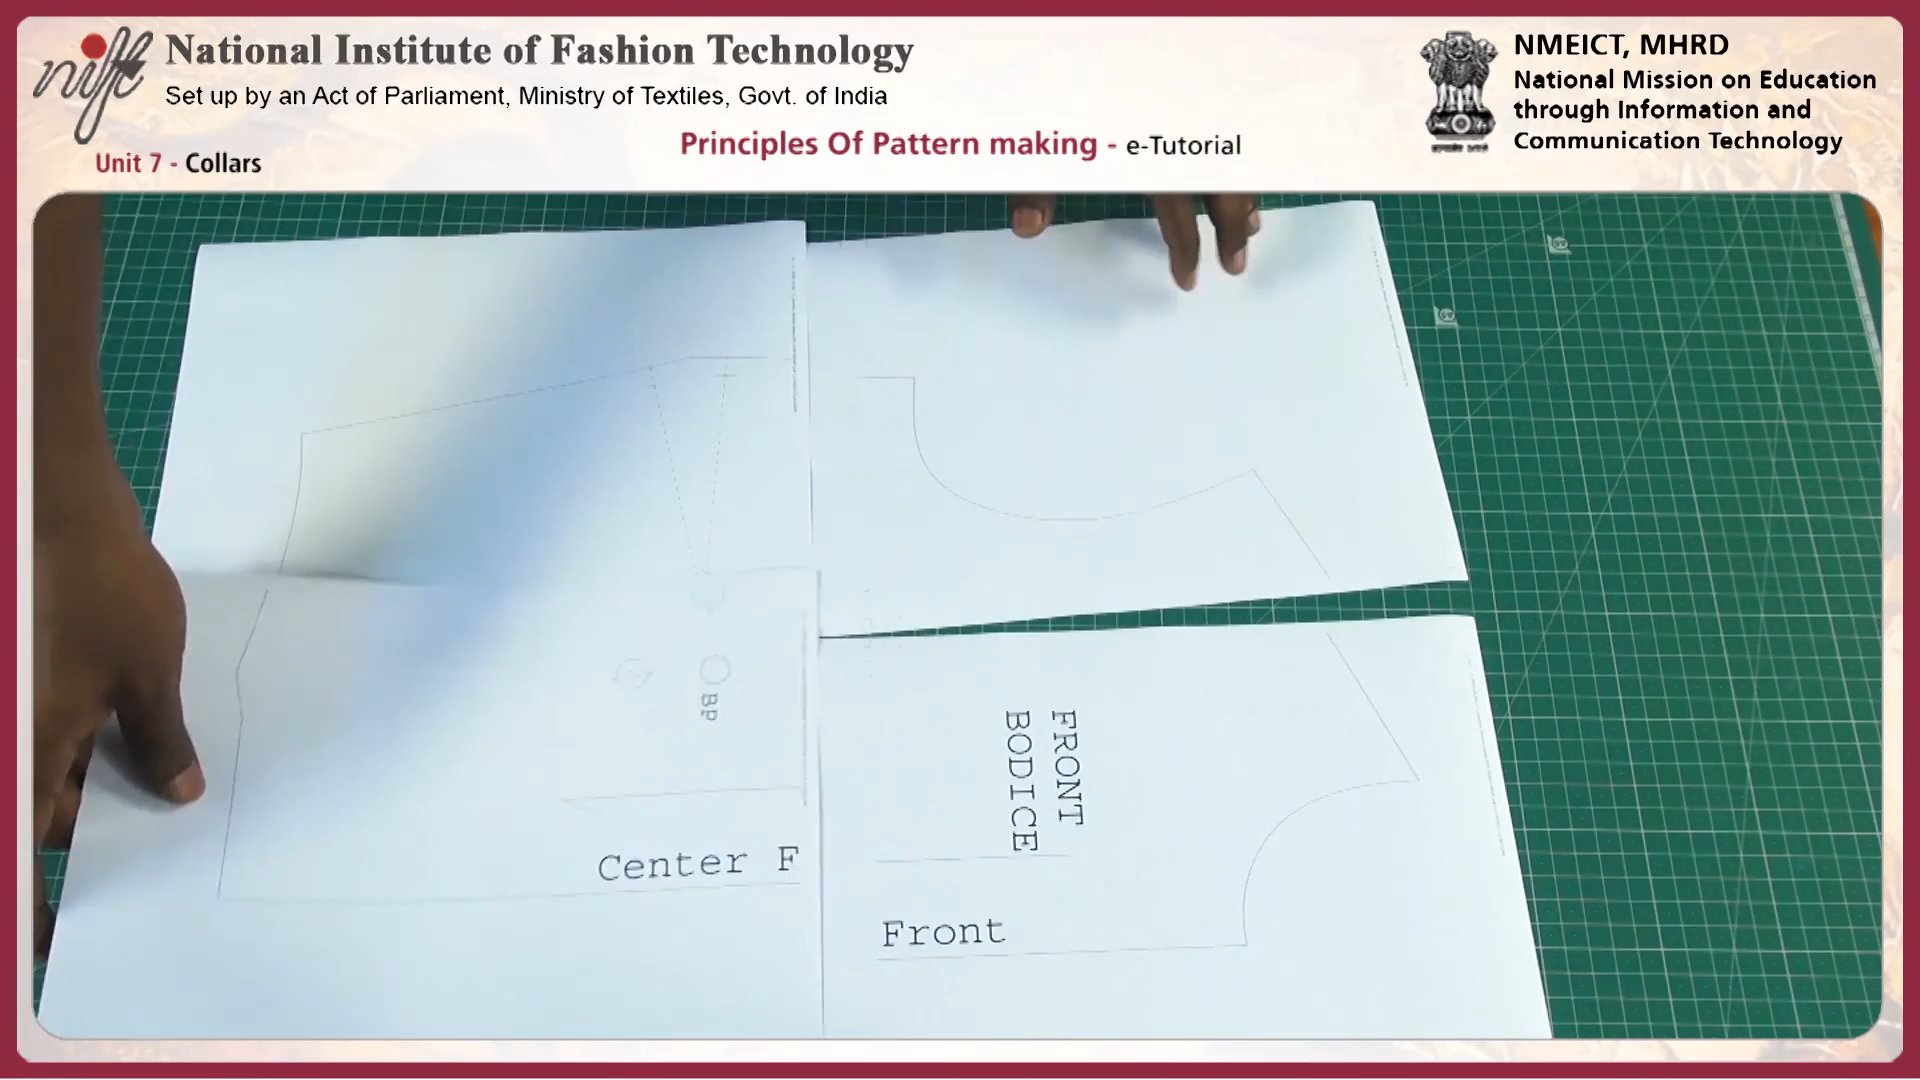 nift
National Institute of Fashion Technology
Set up by an Act of Parliament, Ministry of Textiles, Govt. of India
NMEICT, MHRD
National Mission on Education
through Information and
Communication Technology
Principles Of Pattern making - e-Tutorial
Unit 7 - Collars
BP
FRONT
BODICE
Center F
Front